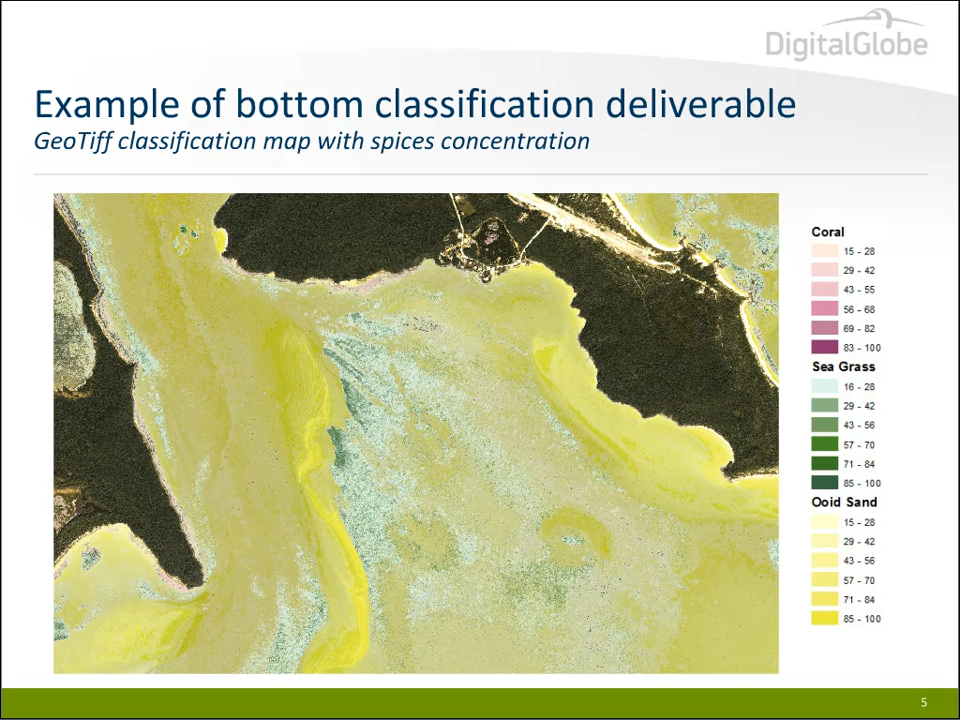 DigitalGlobe
Example of bottom classification deliverable
GeoTiff classification map with spices concentration
Coral
15 - 28
29 - 42
43 - 55
56 - 68
69 - 82
83 - 100
Sea Grass
16 - 28
29 - 42
43 - 56
57 - 70
71 - 84
85 - 100
Ooid Sand
15 - 28
29 - 42
43 - 56
57 - 70
71 - 84
85 - 100
5